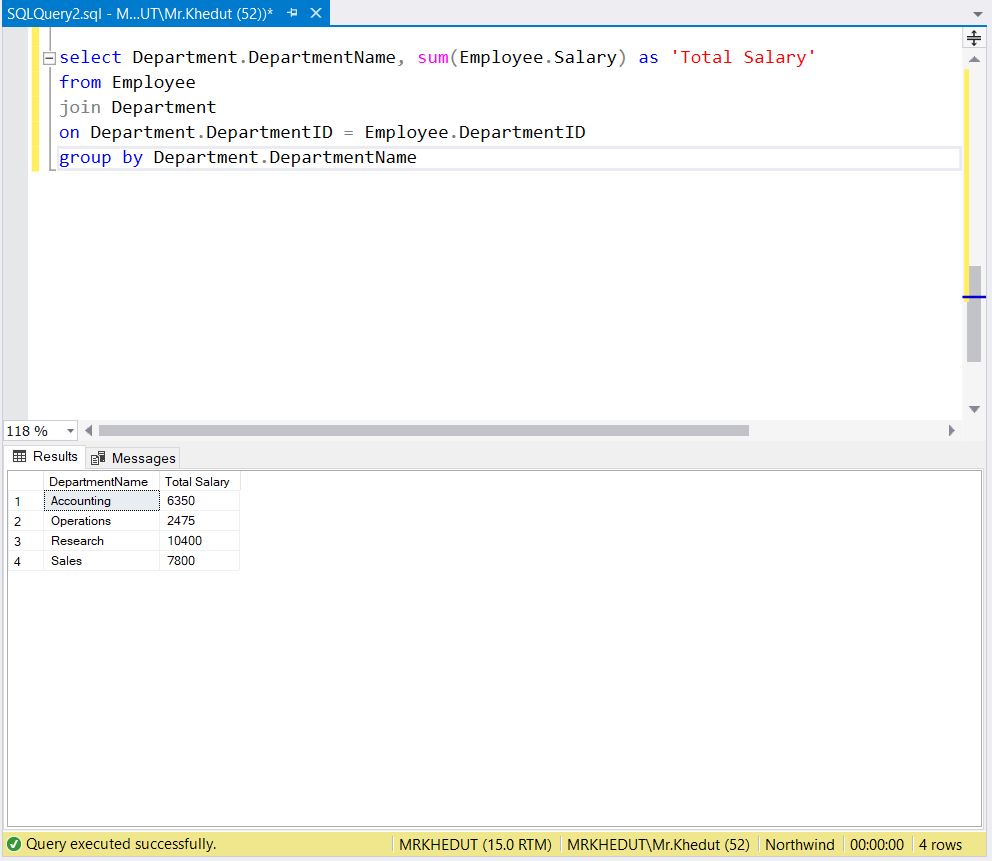 SQLQuery2.sql - M...UT\Mr.Khedut (52))*
select Department.DepartmentName, sum(Employee.Salary) as 'Total Salary'
from Employee
join Department
on Department.DepartmentID = Employee.DepartmentID
group by Department.DepartmentName
118 %
Results Messages
DepartmentName Total Salary
1 Accounting 6350
2 Operations 2475
3 Research 10400
4 Sales 7800
Query executed successfully. MRKHEDUT (15.0 RTM) MRKHEDUT\Mr.Khedut (52) Northwind 00:00:00 4 rows